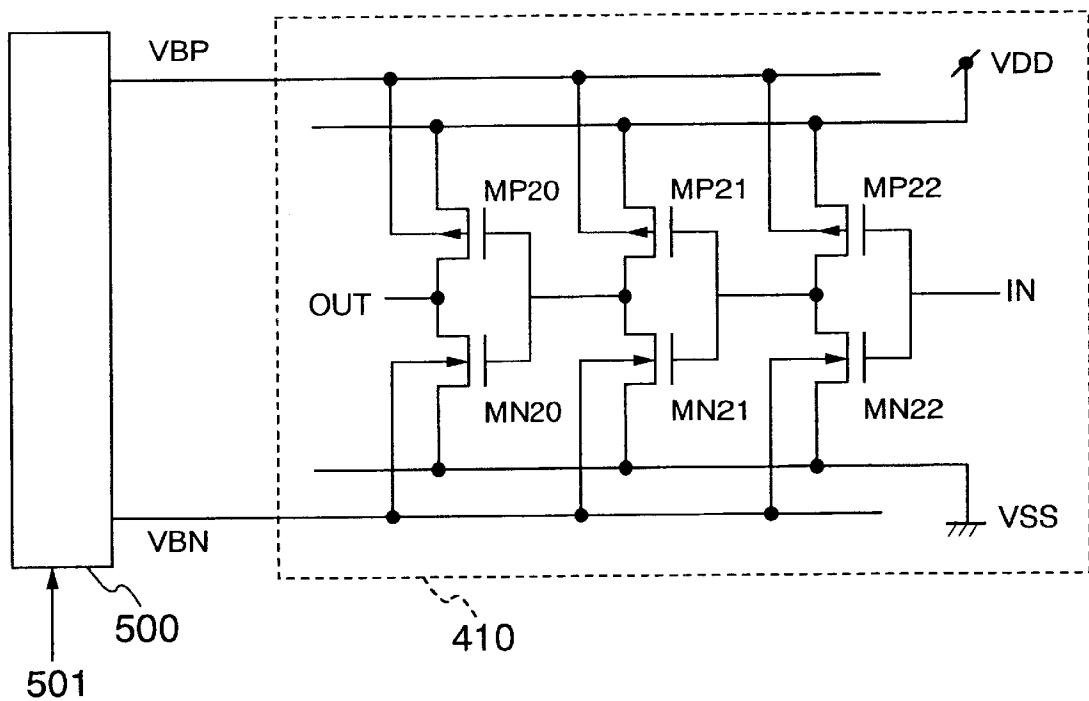 VBP
VDD
MP20
MP21
MP22
OUT
IN
MN20
MN21
MN22
VBN
VSS
500
410
501